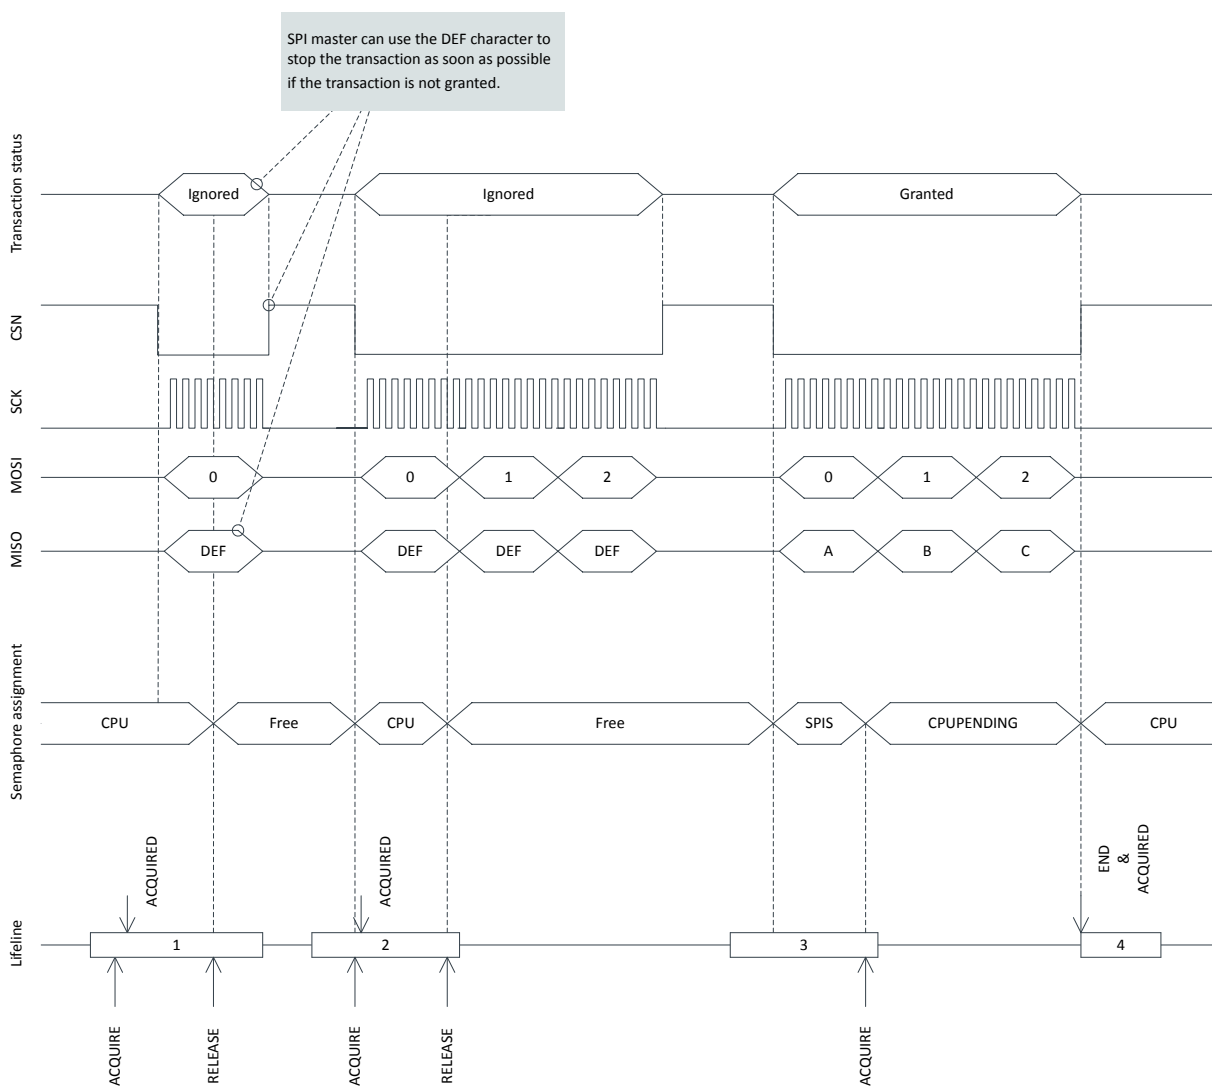 SPI master can use the DEF character to
stop the transaction as soon as possible
if the transaction is not granted.
Transaction status
Ignored
Ignored
Granted
CSN
SCK
MOSI
0
0
1
2
0
1
2
MISO
DEF
DEF
DEF
DEF
A
B
C
Semaphore assignment
CPU
Free
CPU
Free
SPIS
CPUPENDING
CPU
ACQUIRED
ACQUIRED
END
&
ACQUIRED
Lifeline
1
2
3
4
ACQUIRE
RELEASE
ACQUIRE
RELEASE
ACQUIRE